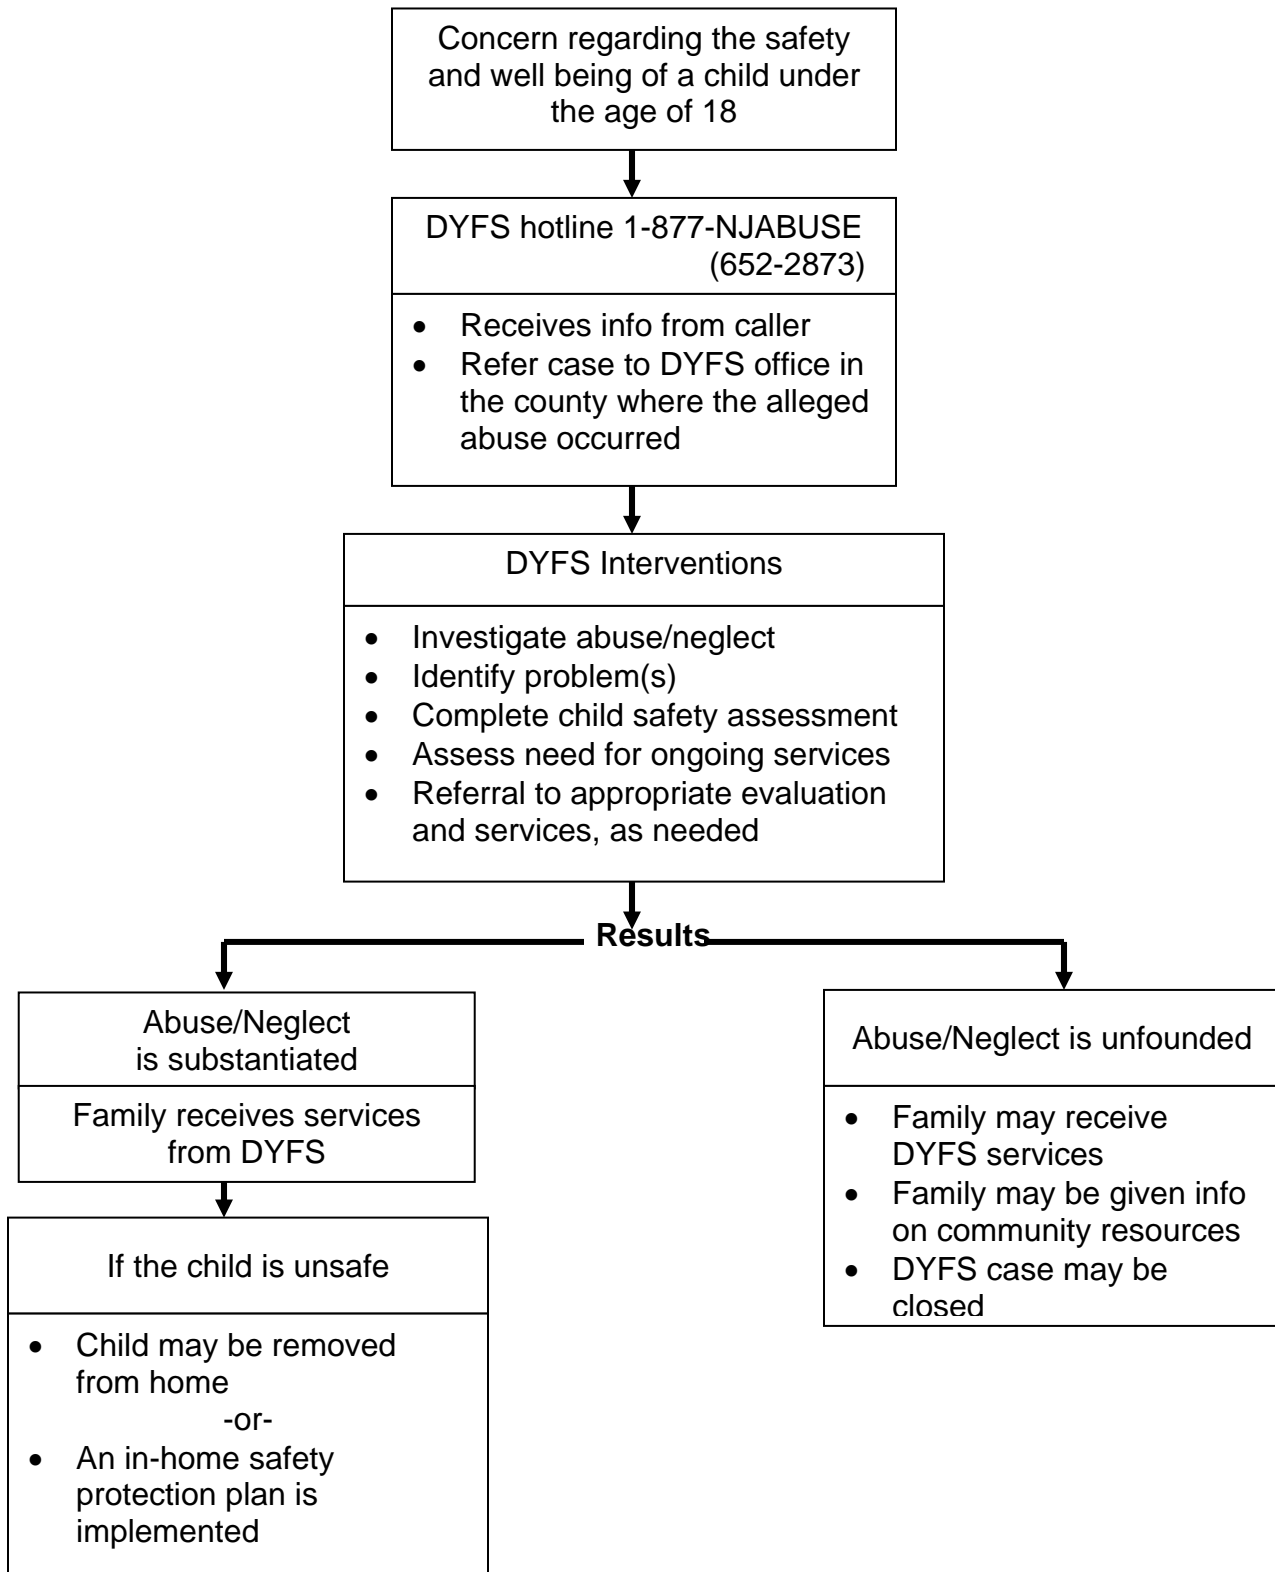 Concern regarding the safety
and well being of a child under
the age of 18
DYFS hotline 1-877-NJABUSE
(652-2873)
• Receives info from caller
• Refer case to DYFS office in
the county where the alleged
abuse occurred
DYFS Interventions
• Investigate abuse/neglect
• Identify problem(s)
• Complete child safety assessment
• Assess need for ongoing services
• Referral to appropriate evaluation
and services, as needed
Results
Abuse/Neglect
is substantiated
Family receives services
from DYFS
If the child is unsafe
• Child may be removed
from home
-or-
• An in-home safety
protection plan is
implemented
Abuse/Neglect is unfounded
• Family may receive
DYFS services
• Family may be given info
on community resources
• DYFS case may be
closed